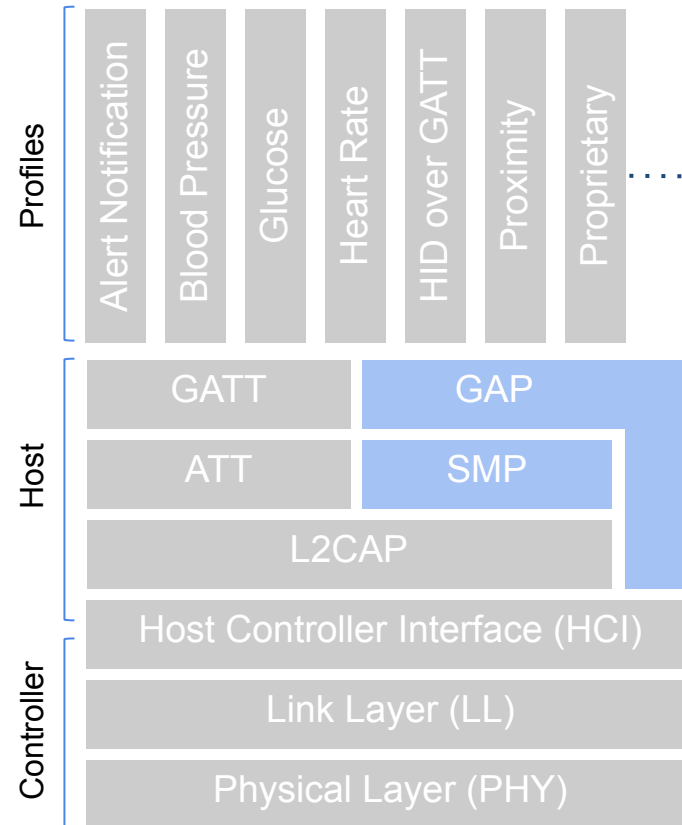 Profiles
Alert Notification
Blood Pressure
Glucose
Heart Rate
HID over GATT
Proximity
Proprietary
....
Host
GATT
GAP
ATT
SMP
L2CAP
Host Controller Interface (HCI)
Controller
Link Layer (LL)
Physical Layer (PHY)